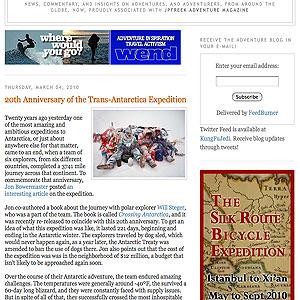 NEWS, COMMENTARY, AND INSIGHTS ON ADVENTURES, AND ADVENTURERS, FROM AROUND THE
GLOBE. NOW, PROUDLY ASSOCIATED WITH JPFREEK ADVENTURE MAGAZINE
where
would
you go?
ADVENTURE IN INSPIRATION
TRAVEL ACTIVISM
wend
THURSDAY, MARCH 04, 2010
20th Anniversary of the Trans-Antarctica Expedition
Twenty years ago yesterday one
of the most amazing and
ambitious expeditions to
Antarctica, or just about
anywhere else for that matter,
came to an end, when a team of
six explorers, from six different
countries, completed a 3741 mile
journey across that continent. To
commemorate that anniversary,
Jon Bowermaster posted an
interesting article on the expedition.
Jon co-authored a book about the journey with polar explorer Will Steger,
who was a part of the team. The book is called Crossing Antarctica, and it
was recently re-released to coincide with this 20th anniversary. To get an
idea of what this expedition was like, it lasted 221 days, beginning and
ending in the Antarctic winter. The explorers traveled by dog sled, which
would never happen again, as a year later, the Antarctic Treaty was
amended to ban the use of dogs there. Jon also points out that the cost of
the expedition was in the neighborhood of $12 million, a budget that
isn't likely to be approached again soon.
Over the course of their Antarctic adventure, the team endured amazing
challenges. The temperatures were generally around -40°F, the survived a
60-day long blizzard, and they were constantly faced with supply issues.
But in spite of all of that, they successfully crossed the most inhospitable
RECEIVE THE ADVENTURE BLOG IN
YOUR E-MAIL!
Enter your email address:
Subscribe
Delivered by FeedBurner
Twitter Feed is available at
KungFuJedi. Receive blog updates
through tweets!
THE
SILK ROUTE
BICYCLE
EXPEDITION
Istanbul to Xian
May to Sept 2010